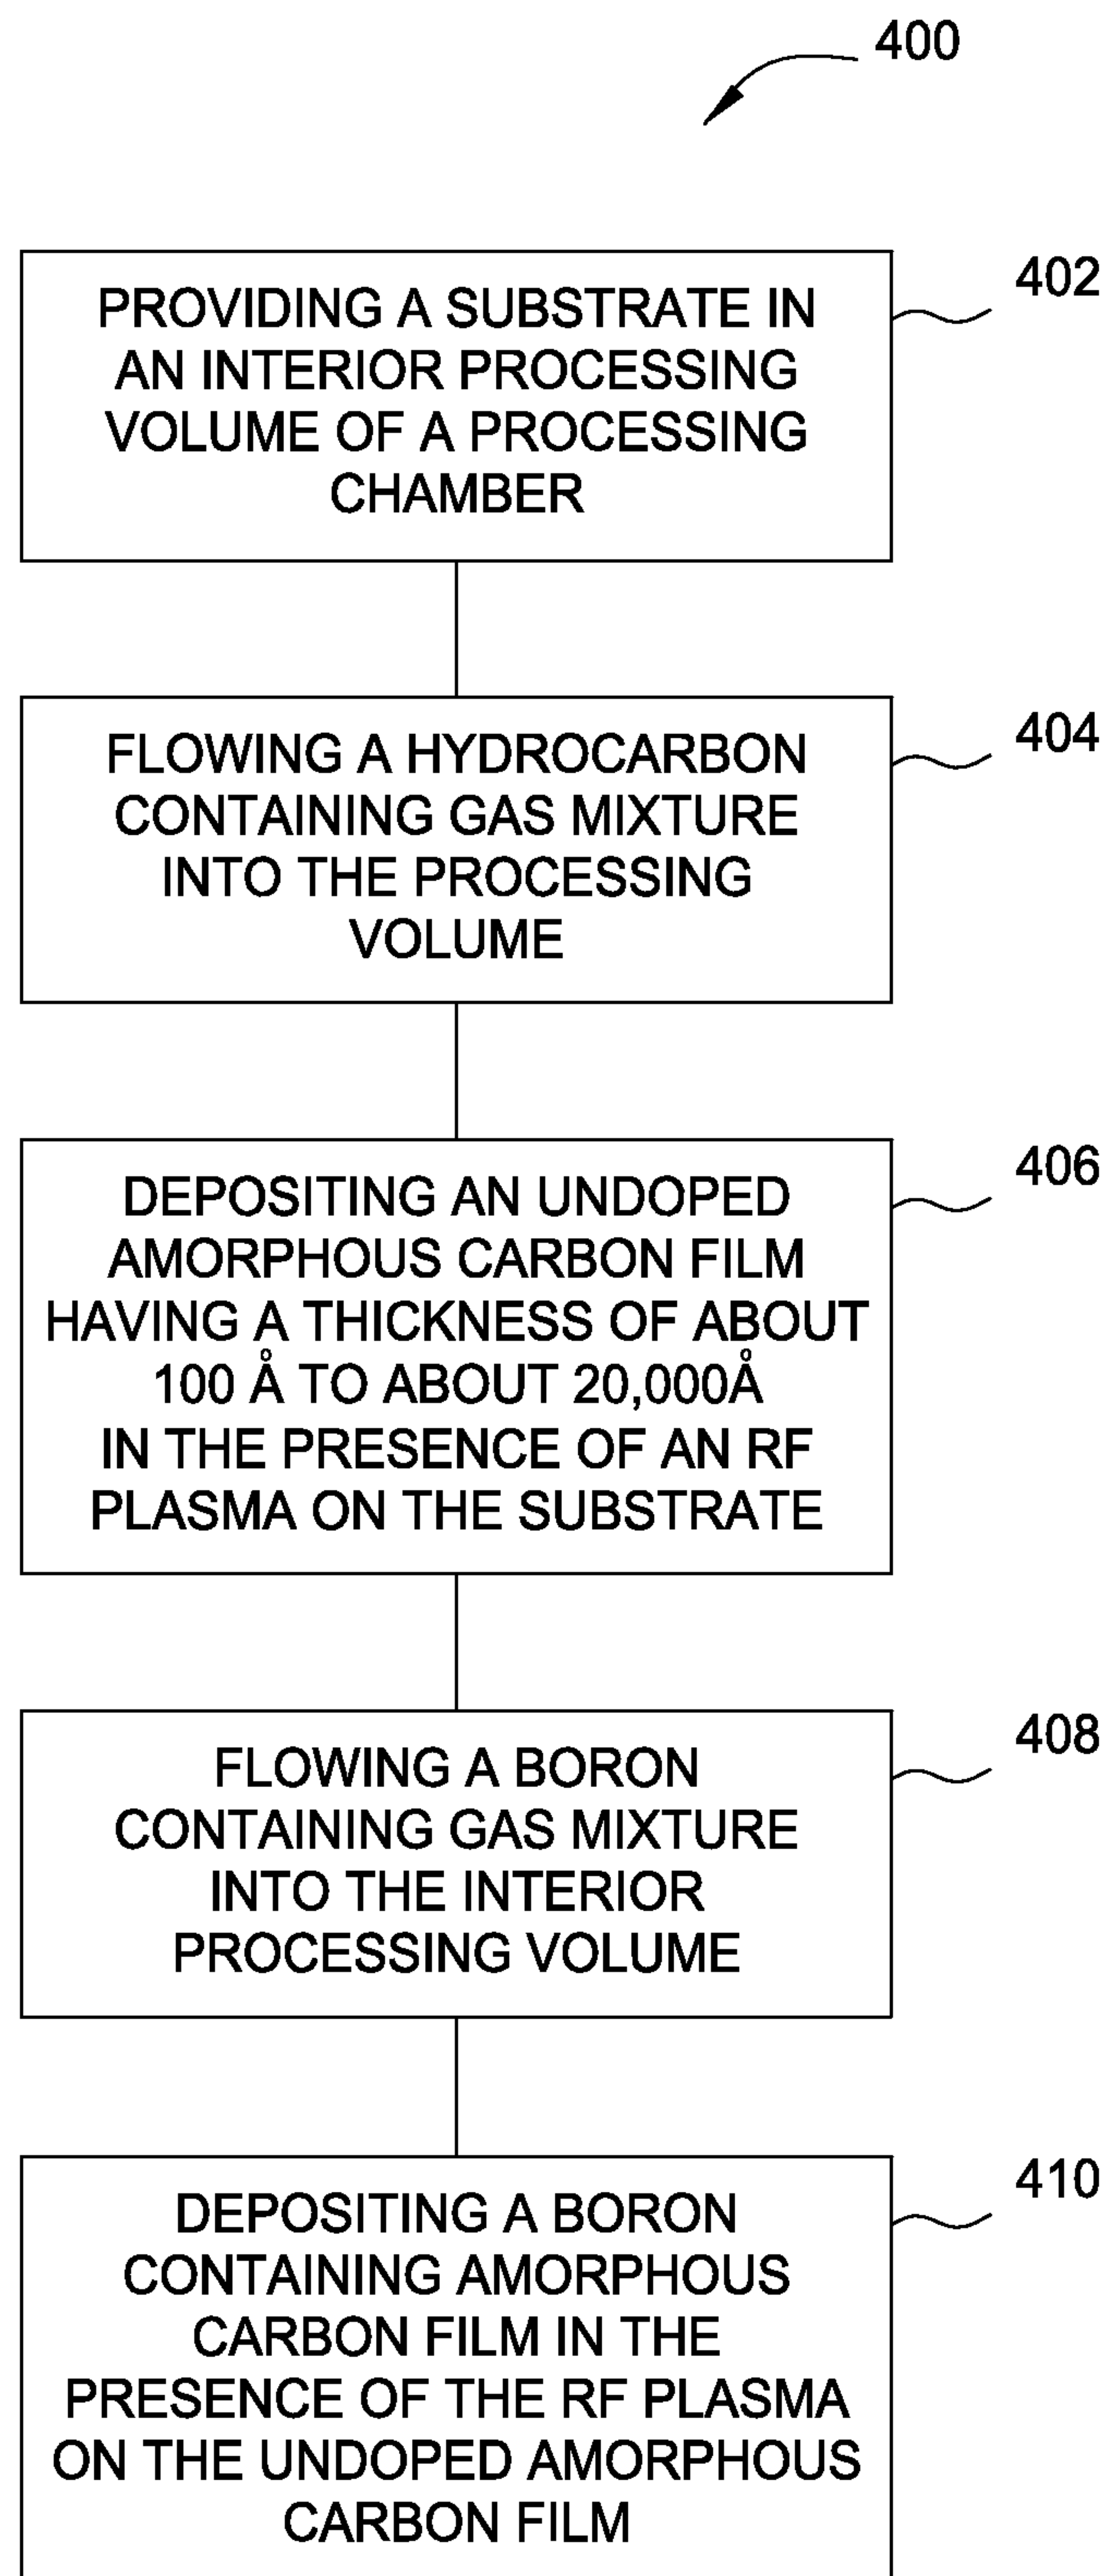 400
402
PROVIDING A SUBSTRATE IN
AN INTERIOR PROCESSING
VOLUME OF A PROCESSING
CHAMBER
404
FLOWING A HYDROCARBON
CONTAINING GAS MIXTURE
INTO THE PROCESSING
VOLUME
406
DEPOSITING AN UNDOPED
AMORPHOUS CARBON FILM
HAVING A THICKNESS OF ABOUT
100 Å TO ABOUT 20,000Å
IN THE PRESENCE OF AN RF
PLASMA ON THE SUBSTRATE
408
FLOWING A BORON
CONTAINING GAS MIXTURE
INTO THE INTERIOR
PROCESSING VOLUME
410
DEPOSITING A BORON
CONTAINING AMORPHOUS
CARBON FILM IN THE
PRESENCE OF THE RF PLASMA
ON THE UNDOPED AMORPHOUS
CARBON FILM